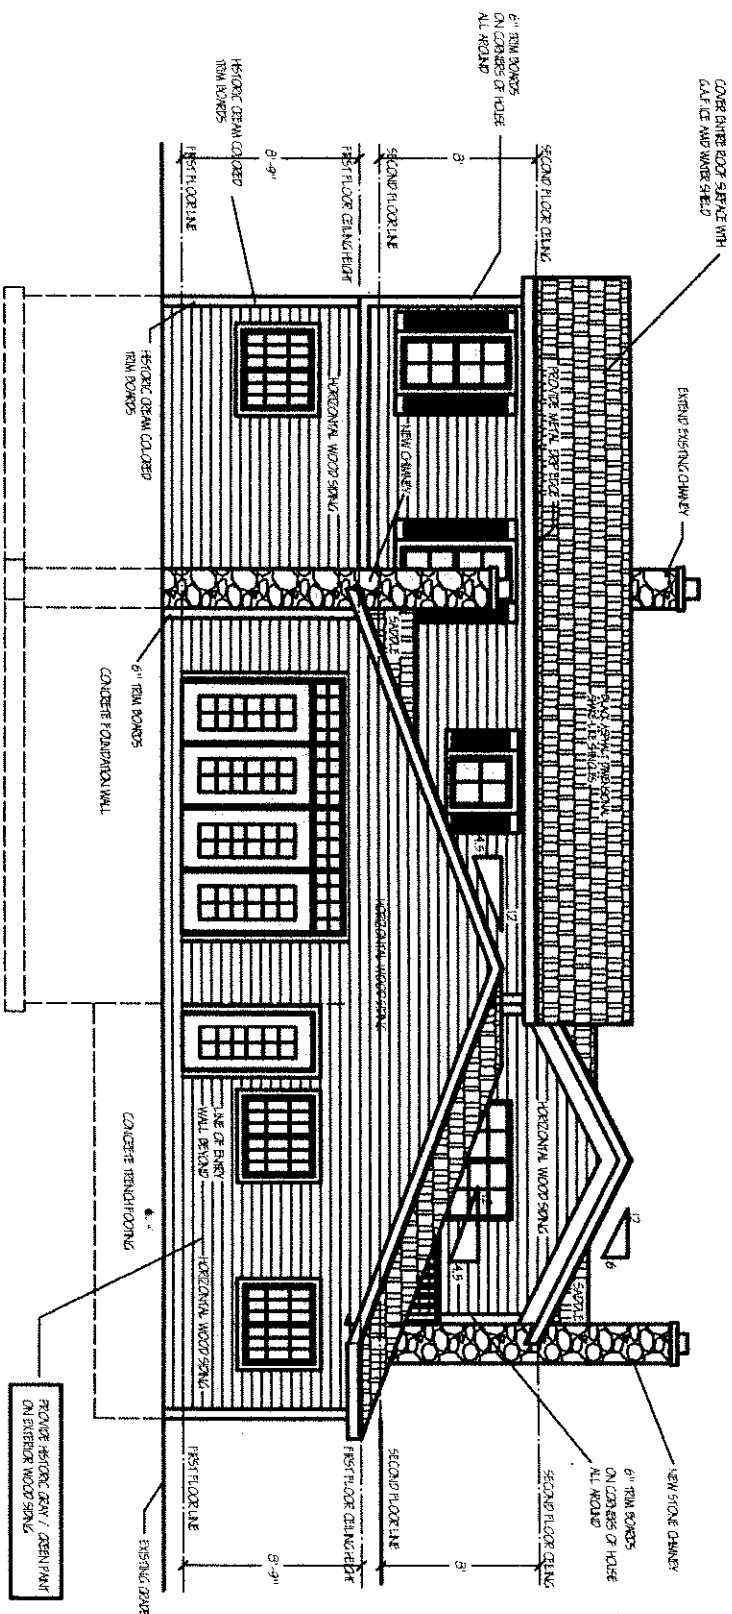 COVER ENTIRE ROOF SURFACE WITH
G.A.F. ICE AND WATER SHIELD
6" TRIM BOARDS
ON CORNERS OF HOUSE
ALL AROUND
HISTORIC CREAM COLORED
TRIM BOARDS
EXTEND EXISTING CHIMNEY
SECOND FLOOR CEILING
8'
SECOND FLOOR LINE
FIRST FLOOR CEILING HEIGHT
8'-9"
FIRST FLOOR LINE
PROVIDE METAL DRIP EDGE
BLACK ASPHALT DIMENSIONAL
SHAKE-LIKE SHINGLES
NEW CHIMNEY
HORIZONTAL WOOD SIDING
HISTORIC CREAM COLORED
TRIM BOARDS
SADDLE
6" TRIM BOARDS
CONCRETE FOUNDATION WALL
4.5
12
HORIZONTAL WOOD SIDING
HORIZONTAL WOOD SIDING
12
6
4.5
SADDLE
LINE OF ENTRY
WALL BEYOND
HORIZONTAL WOOD SIDING
CONCRETE TRENCH FOOTING
NEW STONE CHIMNEY
6" TRIM BOARDS
ON CORNERS OF HOUSE
ALL AROUND
SECOND FLOOR CEILING
8'
SECOND FLOOR LINE
FIRST FLOOR CEILING HEIGHT
8'-9"
FIRST FLOOR LINE
EXISTING GRADE
PROVIDE HISTORIC GRAY / GREEN PAINT
ON EXTERIOR WOOD SIDING